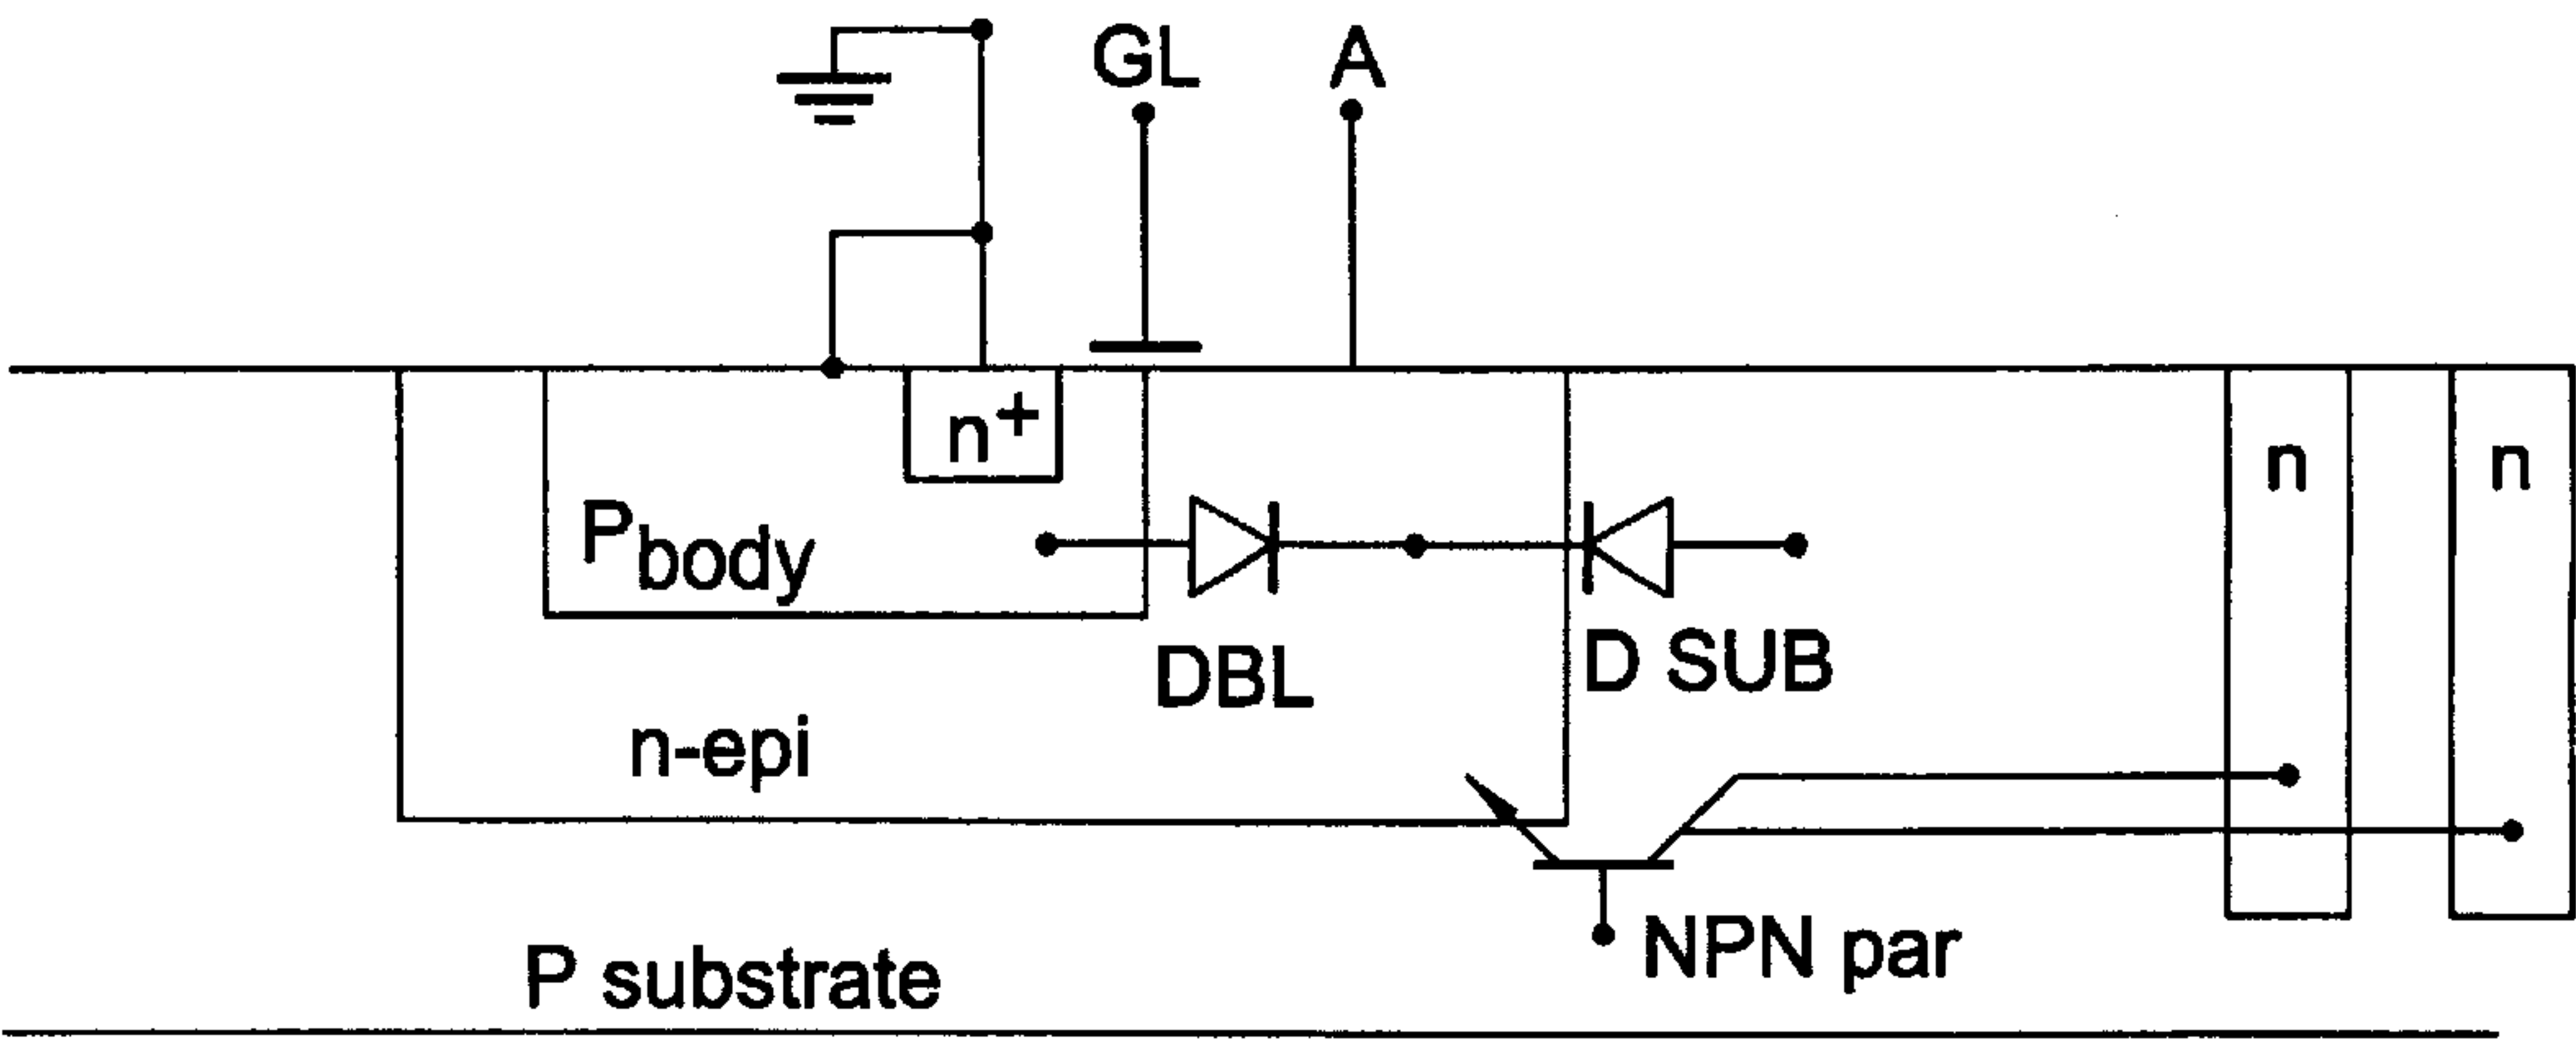 GL
A
n+
n
n
Pbody
DBL
D SUB
n-epi
NPN par
P substrate